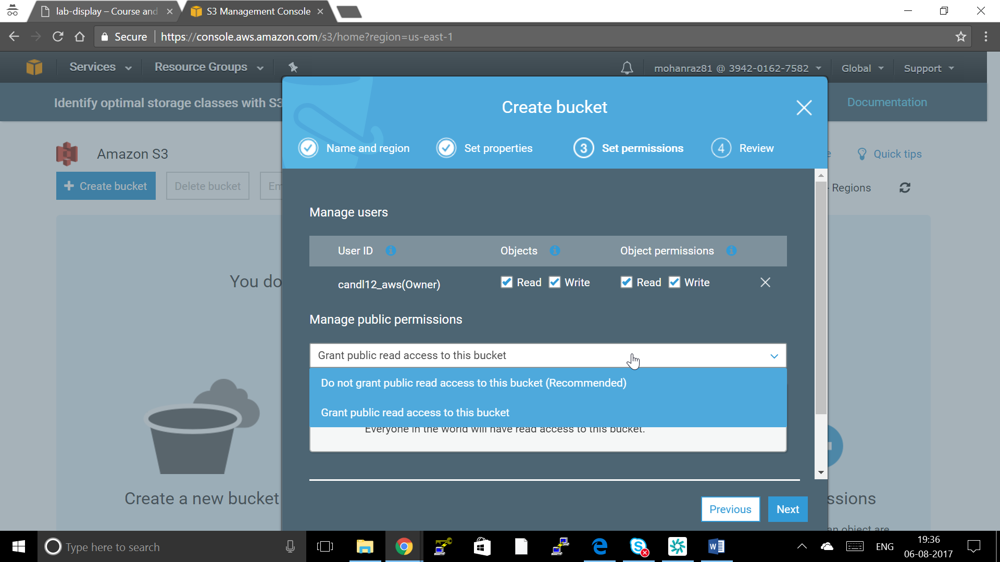 lab-display – Course and
S3 Management Console
Secure
https://console.aws.amazon.com/s3/home?region=us-east-1
Services
Resource Groups
mohanraz81 @ 3942-0162-7582
Global
Support
Identify optimal storage classes with S3
Documentation
Create bucket
Name and region
Set properties
3
Set permissions
4
Review
Amazon S3
Quick tips
Create bucket
Delete bucket
Em
Regions
Manage users
User ID
Objects
Object permissions
candl12_aws(Owner)
Read
Write
Read
Write
You do
Manage public permissions
Grant public read access to this bucket
Do not grant public read access to this bucket (Recommended)
Grant public read access to this bucket
Everyone in the world will have read access to this bucket.
Create a new bucket
ssions
Previous
Next
an object are
Type here to search
ENG
19:36
06-08-2017